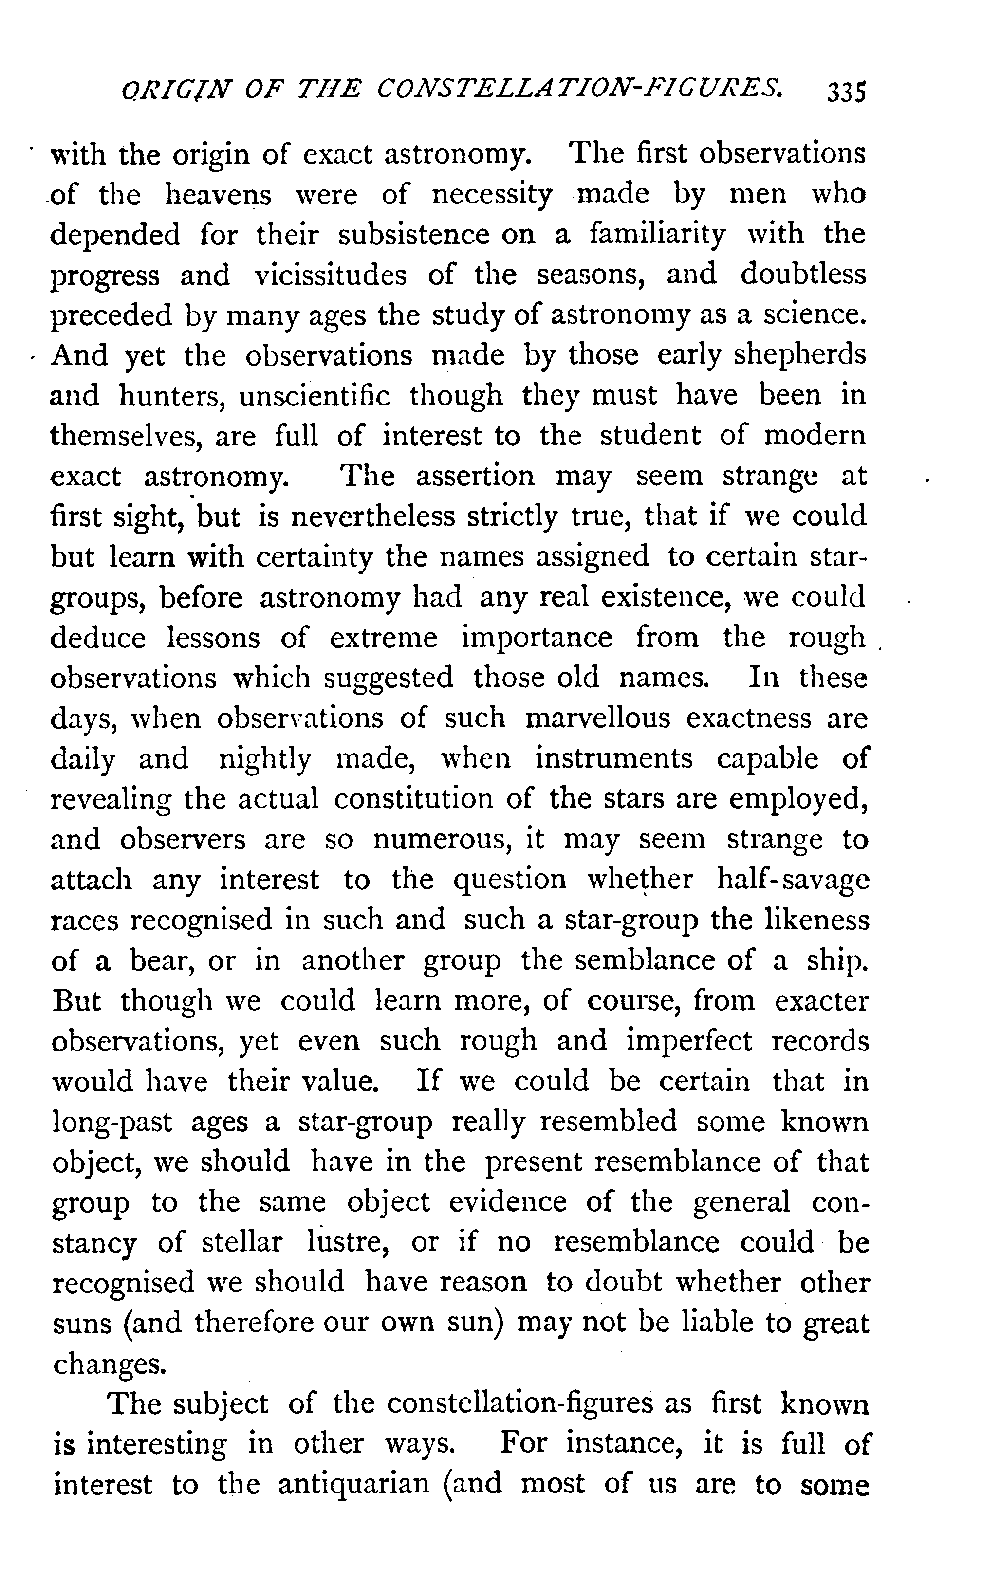 ORIGIN OF THE CONSTELLATION-FIGURES. 335
with the origin of exact astronomy. The first observations
of the heavens were of necessity made by men who
depended for their subsistence on a familiarity with the
progress and vicissitudes of the seasons, and doubtless
preceded by many ages the study of astronomy as a science.
And yet the observations made by those early shepherds
and hunters, unscientific though they must have been in
themselves, are full of interest to the student of modern
exact astronomy. The assertion may seem strange at
first sight, but is nevertheless strictly true, that if we could
but learn with certainty the names assigned to certain star-
groups, before astronomy had any real existence, we could
deduce lessons of extreme importance from the rough
observations which suggested those old names. In these
days, when observations of such marvellous exactness are
daily and nightly made, when instruments capable of
revealing the actual constitution of the stars are employed,
and observers are so numerous, it may seem strange to
attach any interest to the question whether half-savage
races recognised in such and such a star-group the likeness
of a bear, or in another group the semblance of a ship.
But though we could learn more, of course, from exacter
observations, yet even such rough and imperfect records
would have their value. If we could be certain that in
long-past ages a star-group really resembled some known
object, we should have in the present resemblance of that
group to the same object evidence of the general con-
stancy of stellar lustre, or if no resemblance could be
recognised we should have reason to doubt whether other
suns (and therefore our own sun) may not be liable to great
changes.
The subject of the constellation-figures as first known
is interesting in other ways. For instance, it is full of
interest to the antiquarian (and most of us are to some